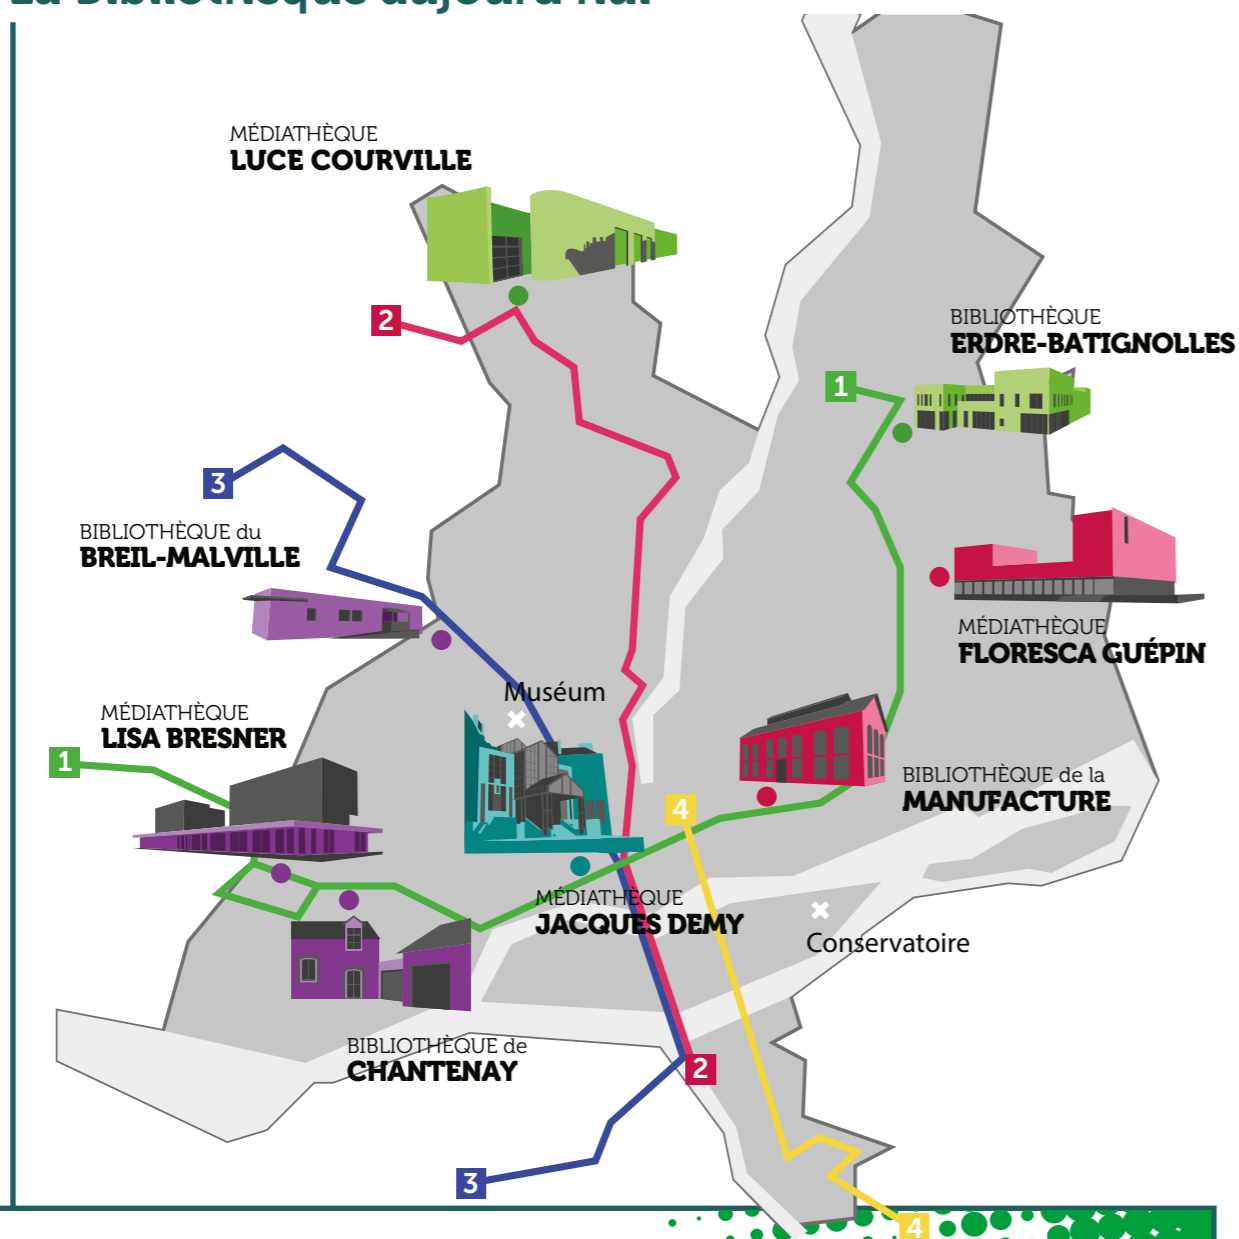 MÉDIATHÈQUE
LUCE COURVILLE
2
BIBLIOTHÈQUE
ERDRE-BATIGNOLLES
1
3
BIBLIOTHÈQUE du
BREIL-MALVILLE
MÉDIATHÈQUE
FLORESCA GUÉPIN
Muséum
MÉDIATHÈQUE
LISA BRESNER
1
BIBLIOTHÈQUE de la
MANUFACTURE
4
MÉDIATHÈQUE
JACQUES DEMY
Conservatoire
BIBLIOTHÈQUE de
CHANTENAY
2
3
4